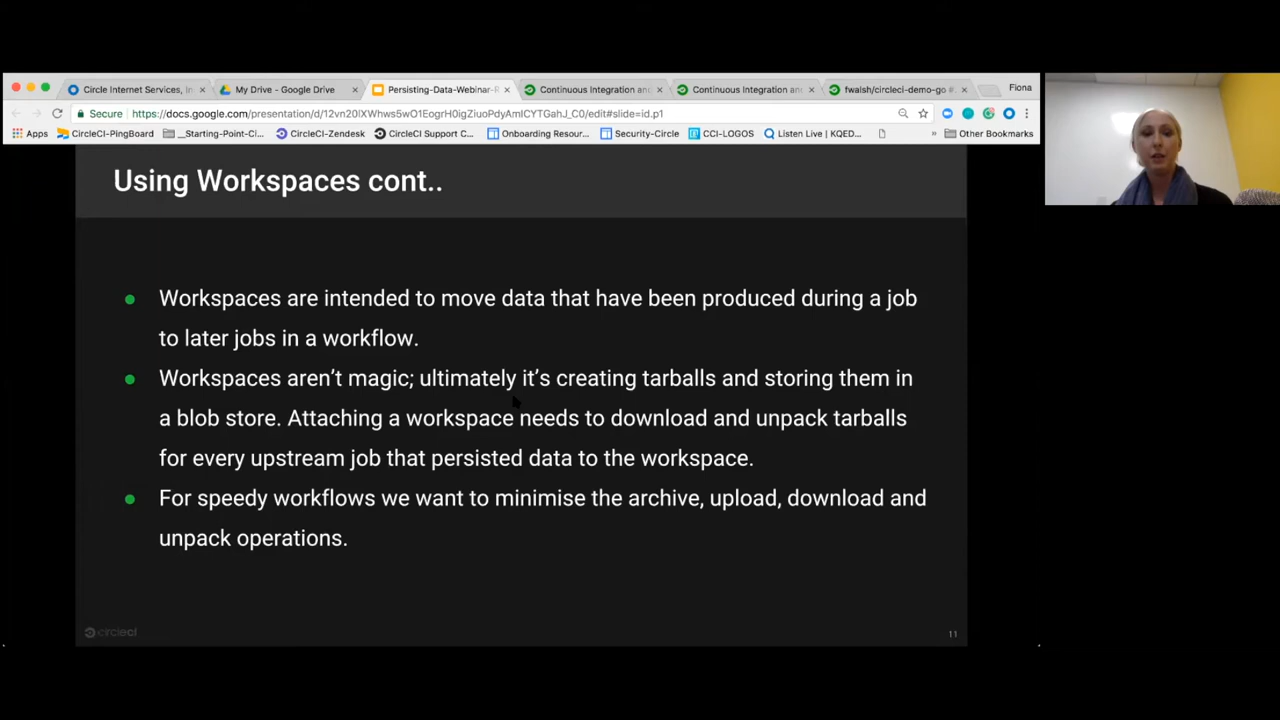 Circle Internet Services, In
My Drive - Google Drive
Persisting-Data-Webinar-R
Continuous Integration and
Continuous Integration and
fwalsh/circleci-demo-go #
Fiona
Secure
https://docs.google.com/presentation/d/12vn20lXWhws5wO1EogrH0igZiuoPdyAmICYTGahJ_C0/edit#slide=id.p1
Apps
CircleCI-PingBoard
__Starting-Point-Ci...
CircleCI-Zendesk
CircleCI Support C...
Onboarding Resour...
Security-Circle
CCI-LOGOS
Listen Live | KQED...
Other Bookmarks
Using Workspaces cont..
Workspaces are intended to move data that have been produced during a job
to later jobs in a workflow.
Workspaces aren't magic; ultimately it's creating tarballs and storing them in
a blob store. Attaching a workspace needs to download and unpack tarballs
for every upstream job that persisted data to the workspace.
For speedy workflows we want to minimise the archive, upload, download and
unpack operations.
circleci
11